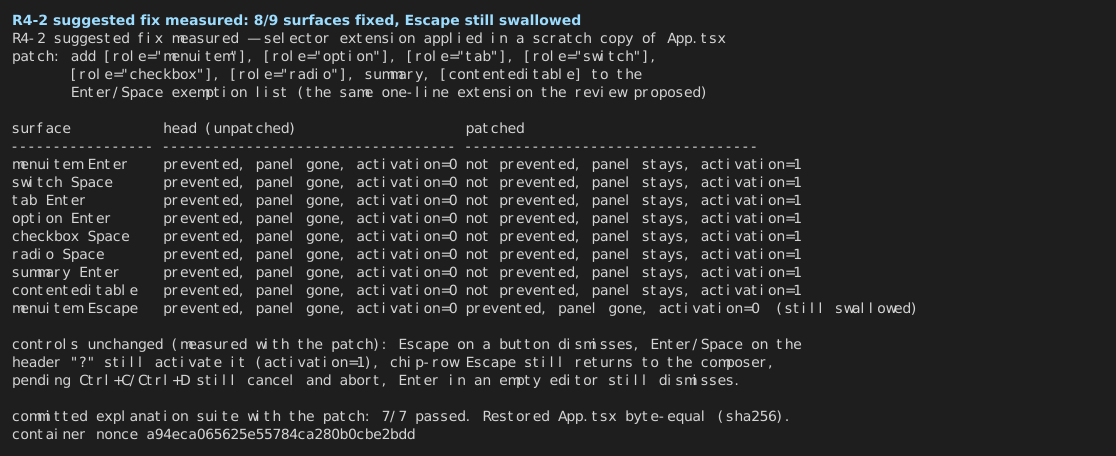 R4-2 suggested fix measured: 8/9 surfaces fixed, Escape still swallowed
R4-2 suggested fix measured — selector extension applied in a scratch copy of App.tsx
patch: add [role="menuitem"], [role="option"], [role="tab"], [role="switch"],
[role="checkbox"], [role="radio"], summary, [contenteditable] to the
Enter/Space exemption list (the same one-line extension the review proposed)
surface head (unpatched) patched
----------------- ----------------------------------- -----------------------------------
menuitem Enter prevented, panel gone, activation=0 not prevented, panel stays, activation=1
switch Space prevented, panel gone, activation=0 not prevented, panel stays, activation=1
tab Enter prevented, panel gone, activation=0 not prevented, panel stays, activation=1
option Enter prevented, panel gone, activation=0 not prevented, panel stays, activation=1
checkbox Space prevented, panel gone, activation=0 not prevented, panel stays, activation=1
radio Space prevented, panel gone, activation=0 not prevented, panel stays, activation=1
summary Enter prevented, panel gone, activation=0 not prevented, panel stays, activation=1
contenteditable prevented, panel gone, activation=0 not prevented, panel stays, activation=1
menuitem Escape prevented, panel gone, activation=0 prevented, panel gone, activation=0 (still swallowed)
controls unchanged (measured with the patch): Escape on a button dismisses, Enter/Space on the
header "?" still activate it (activation=1), chip-row Escape still returns to the composer,
pending Ctrl+C/Ctrl+D still cancel and abort, Enter in an empty editor still dismisses.
committed explanation suite with the patch: 7/7 passed. Restored App.tsx byte-equal (sha256).
container nonce a94eca065625e55784ca280b0cbe2bdd